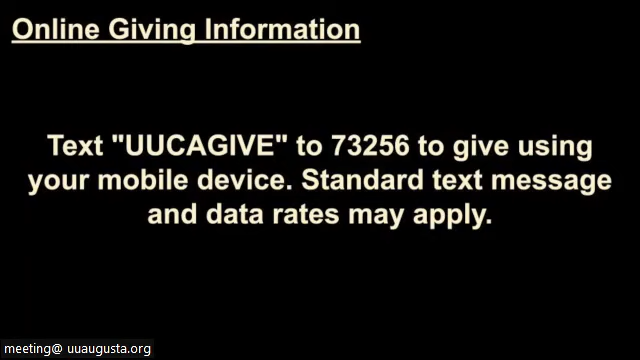 Online Giving Information
Text "UUCAGIVE" to 73256 to give using
your mobile device. Standard text message
and data rates may apply.
meeting@ uuaugusta.org